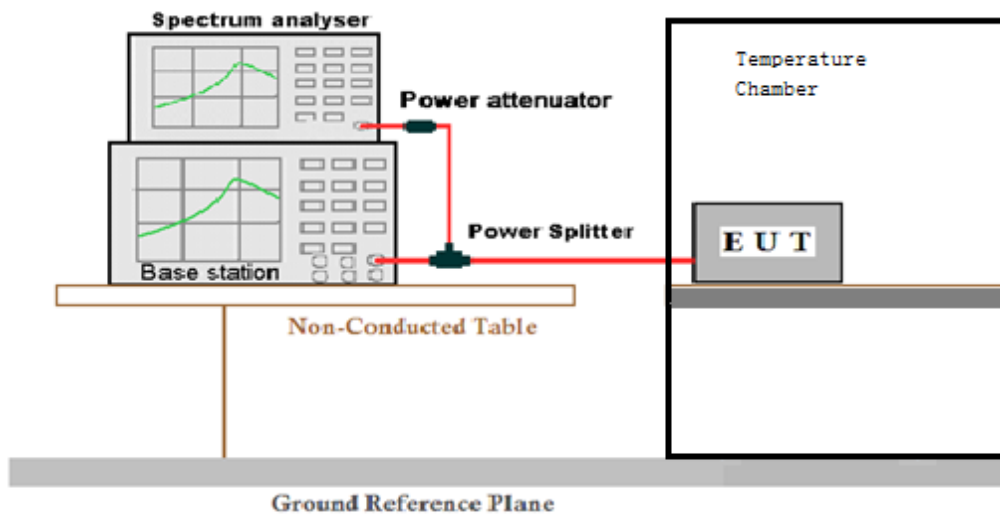 Spectrum analyser
Temperature
Chamber
Power attenuator
Power Splitter
E U T
Base station
Non-Conducted Table
Ground Reference Plane